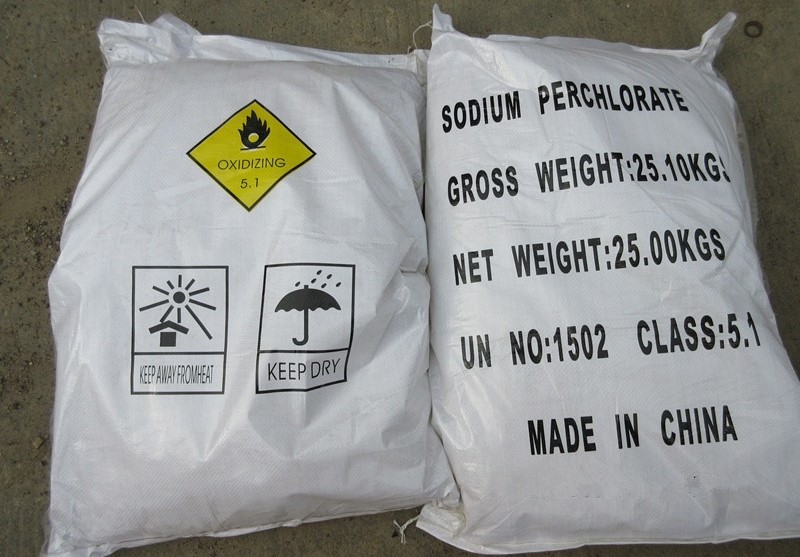 OXIDIZING
5.1
KEEP AWAY FROMHEAT
KEEP DRY
SODIUM PERCHLORATE
GROSS WEIGHT:25.10KGS
NET WEIGHT:25.00KGS
UN NO:1502 CLASS:5.1
MADE IN CHINA